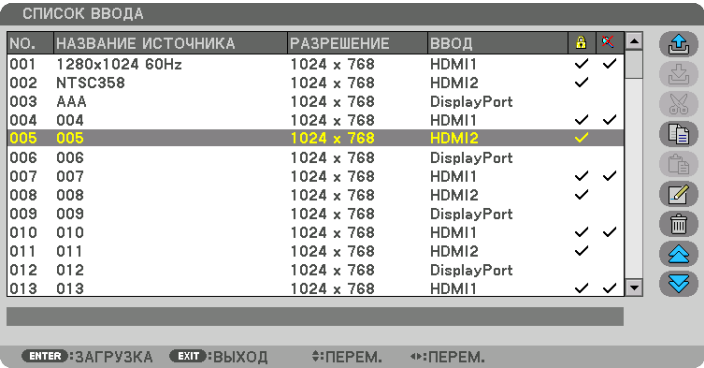 СПИСОК ВВОДА
NO. НАЗВАНИЕ ИСТОЧНИКА РАЗРЕШЕНИЕ ВВОД
001 1280x1024 60Hz 1024 x 768 HDMI1
002 NTSC358 1024 x 768 HDMI2
003 AAA 1024 x 768 DisplayPort
004 004 1024 x 768 HDMI1
005 005 1024 x 768 HDMI2
006 006 1024 x 768 DisplayPort
007 007 1024 x 768 HDMI1
008 008 1024 x 768 HDMI2
009 009 1024 x 768 DisplayPort
010 010 1024 x 768 HDMI1
011 011 1024 x 768 HDMI2
012 012 1024 x 768 DisplayPort
013 013 1024 x 768 HDMI1
ENTER :ЗАГРУЗКА EXIT :ВЫХОД :ПЕРЕМ. :ПЕРЕМ.